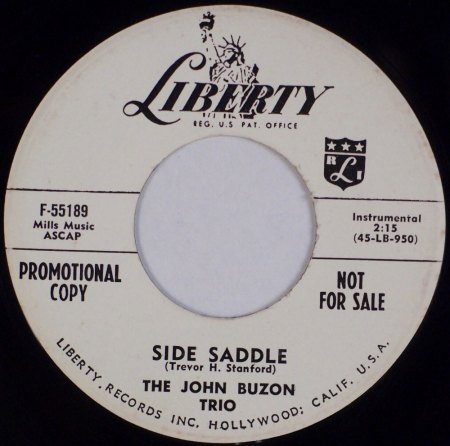 LIBERTY
REG. U.S. PAT. OFFICE
R L I
F-55189
Mills Music
ASCAP
Instrumental
2:15
(45-LB-950)
PROMOTIONAL
COPY
NOT
FOR SALE
SIDE SADDLE
(Trevor H. Stanford)
THE JOHN BUZON
TRIO
LIBERTY RECORDS INC. HOLLYWOOD; CALIF. U.S.A.